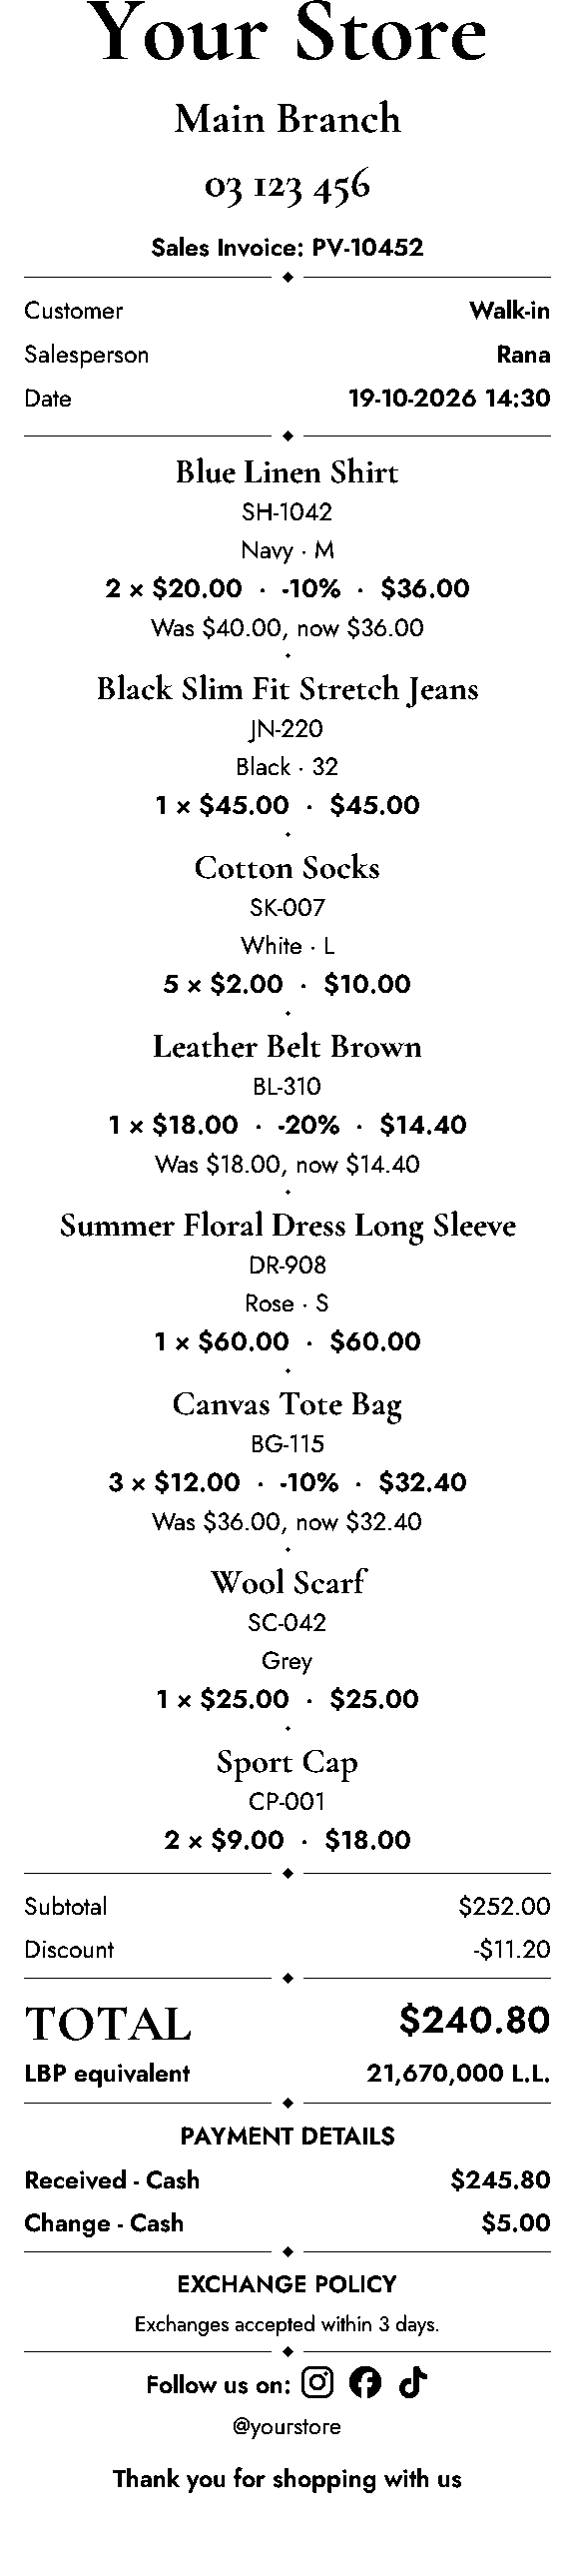 Your Store
Main Branch
03 123 456
Sales Invoice: PV-10452
Customer Walk-in
Salesperson Rana
Date 19-10-2026 14:30
Blue Linen Shirt
SH-1042
Navy · M
2 × $20.00 · -10% · $36.00
Was $40.00, now $36.00
Black Slim Fit Stretch Jeans
JN-220
Black · 32
1 × $45.00 · $45.00
Cotton Socks
SK-007
White · L
5 × $2.00 · $10.00
Leather Belt Brown
BL-310
1 × $18.00 · -20% · $14.40
Was $18.00, now $14.40
Summer Floral Dress Long Sleeve
DR-908
Rose · S
1 × $60.00 · $60.00
Canvas Tote Bag
BG-115
3 × $12.00 · -10% · $32.40
Was $36.00, now $32.40
Wool Scarf
SC-042
Grey
1 × $25.00 · $25.00
Sport Cap
CP-001
2 × $9.00 · $18.00
Subtotal $252.00
Discount -$11.20
TOTAL $240.80
LBP equivalent 21,670,000 L.L.
PAYMENT DETAILS
Received - Cash $245.80
Change - Cash $5.00
EXCHANGE POLICY
Exchanges accepted within 3 days.
Follow us on:
@yourstore
Thank you for shopping with us